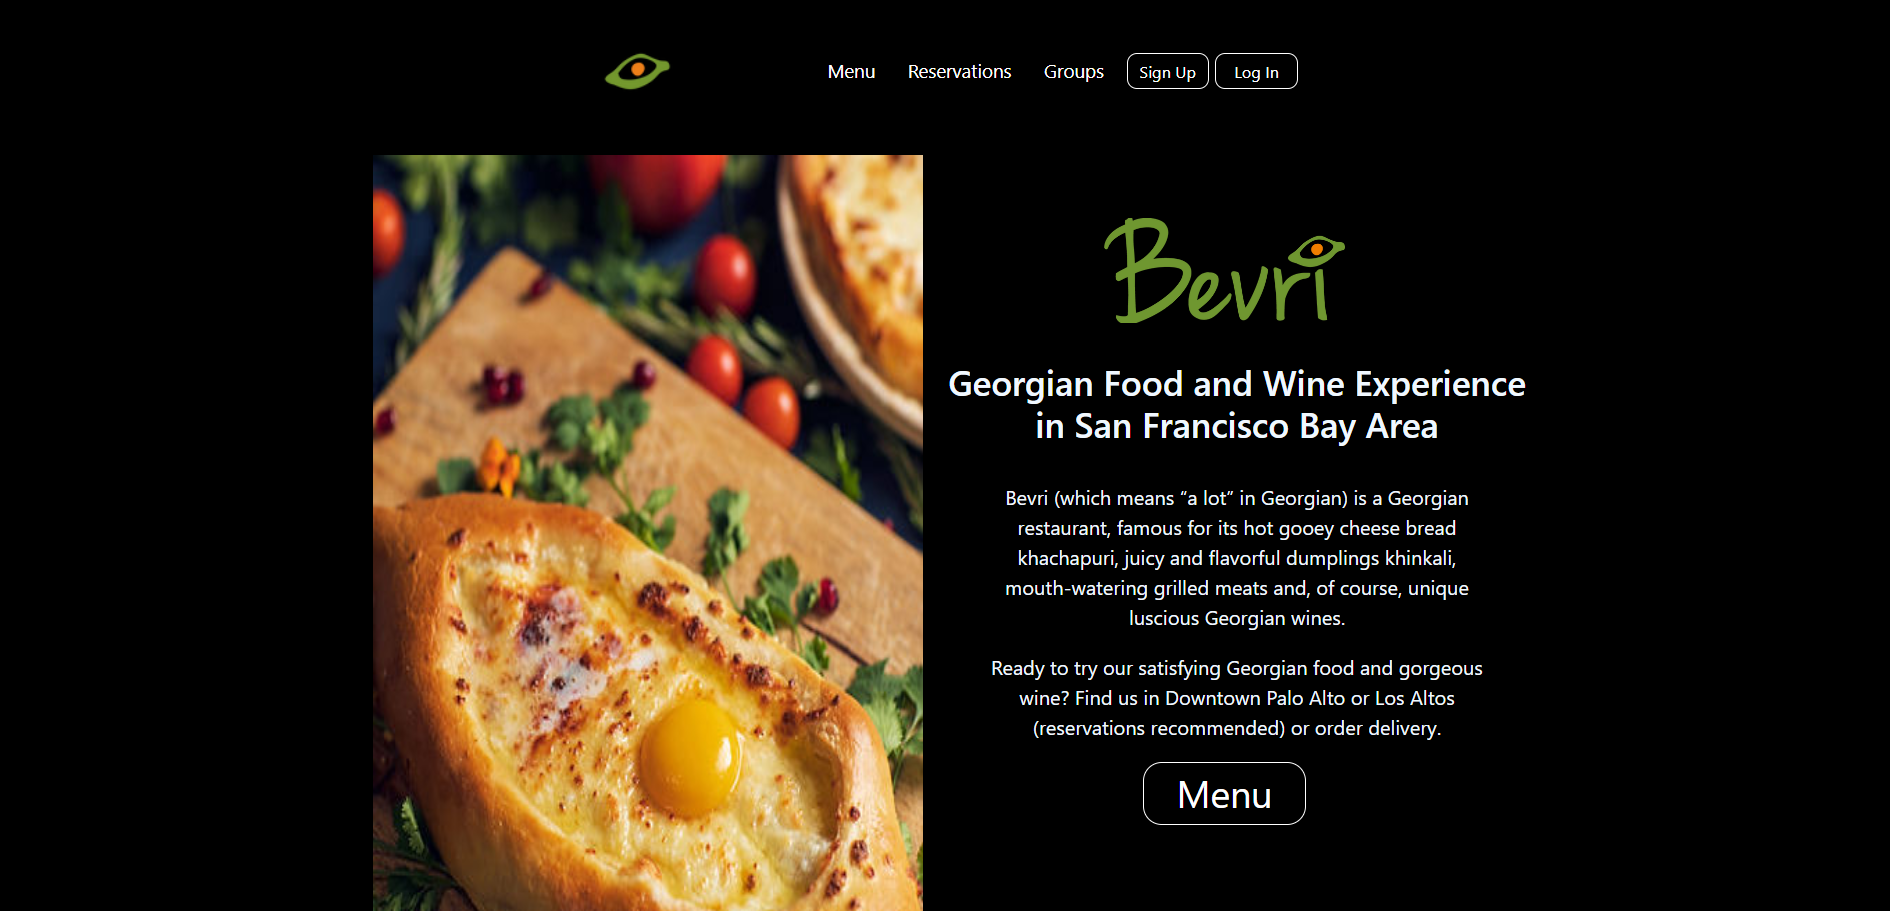 Menu Reservations Groups Sign Up Log In
Bevri
Georgian Food and Wine Experience
in San Francisco Bay Area
Bevri (which means “a lot” in Georgian) is a Georgian
restaurant, famous for its hot gooey cheese bread
khachapuri, juicy and flavorful dumplings khinkali,
mouth-watering grilled meats and, of course, unique
luscious Georgian wines.
Ready to try our satisfying Georgian food and gorgeous
wine? Find us in Downtown Palo Alto or Los Altos
(reservations recommended) or order delivery.
Menu